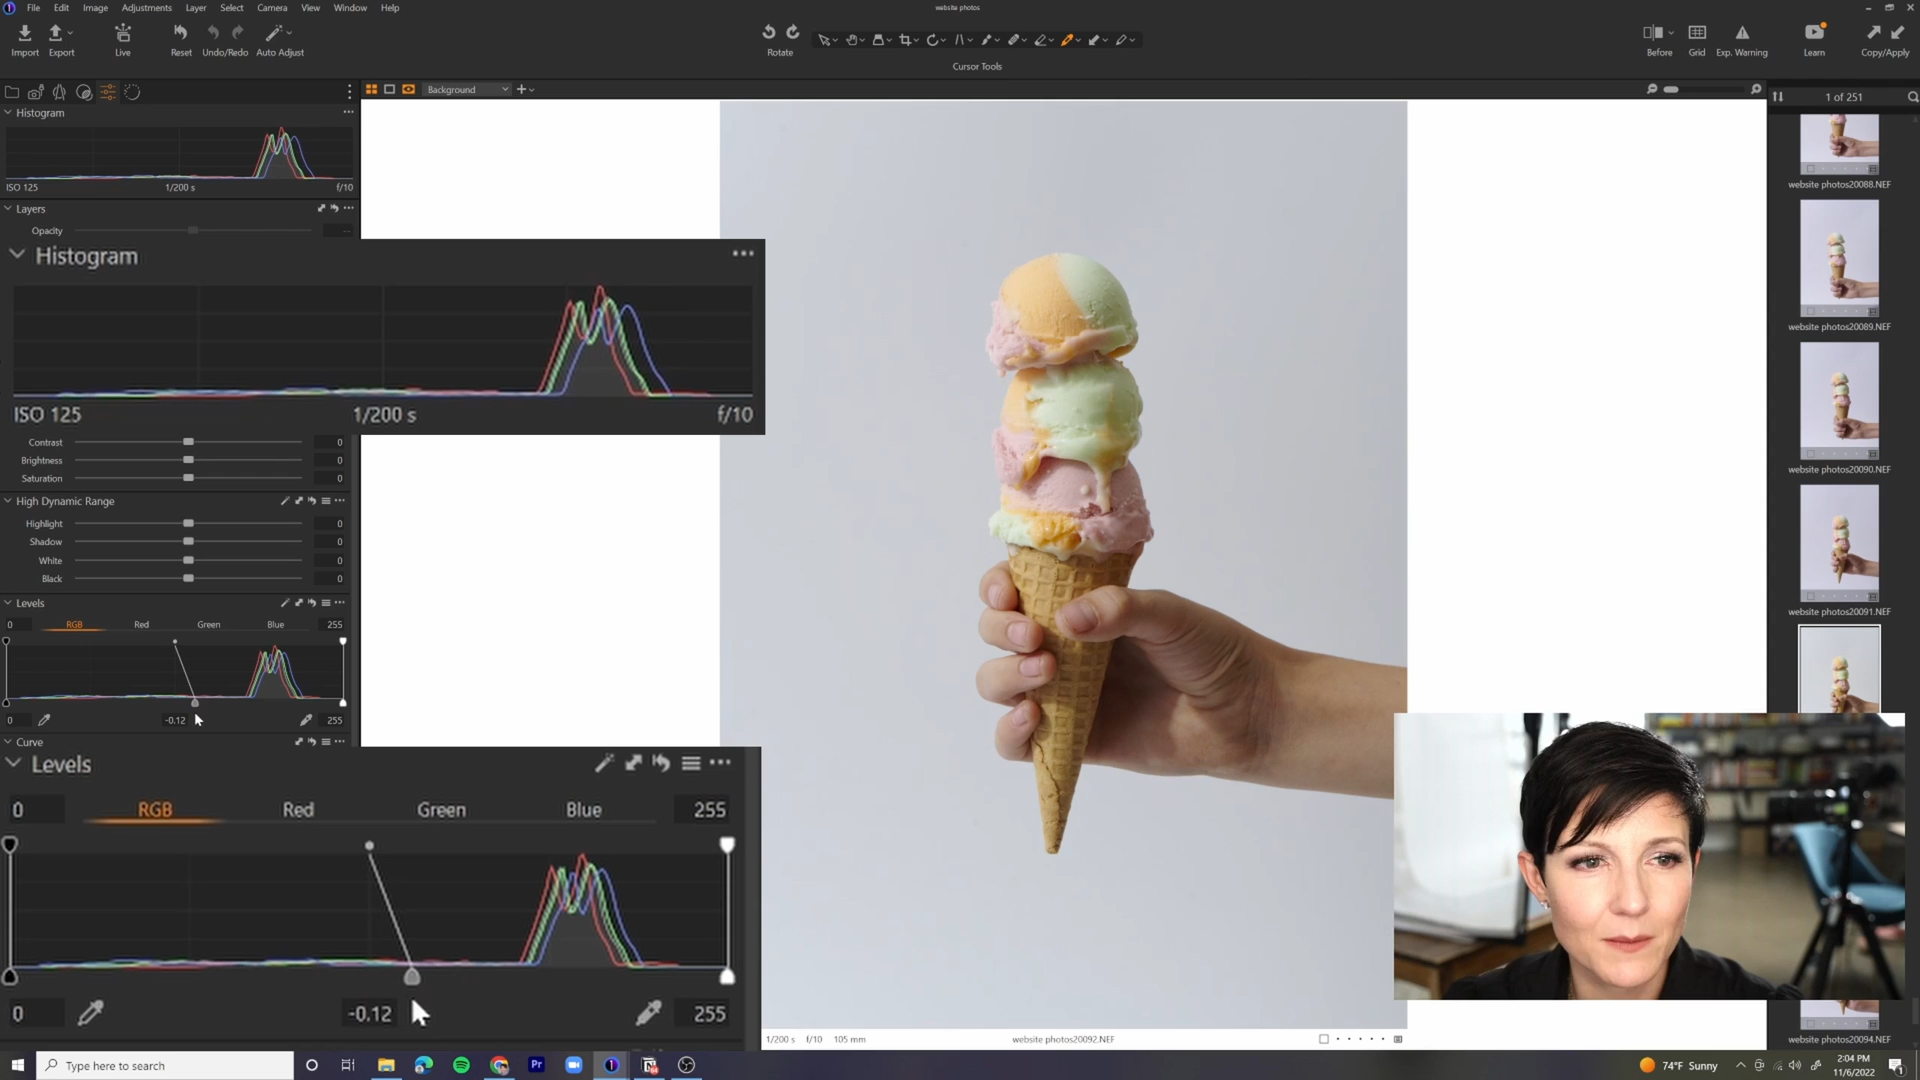 File Edit Image Adjustments Layer Select Camera View Window Help
website photos
Import Export Live Reset Undo/Redo Auto Adjust
Rotate
Cursor Tools
Before Grid Exp. Warning Learn Copy/Apply
Background
1 of 251
Histogram
ISO 125 1/200 s f/10
Layers
Opacity --
Histogram
ISO 125 1/200 s f/10
Contrast 0
Brightness 0
Saturation 0
High Dynamic Range
Highlight 0
Shadow 0
White 0
Black 0
Levels
0 RGB Red Green Blue 255
0 -0.12 255
Curve
Levels
0 RGB Red Green Blue 255
0 -0.12 255
website photos20088.NEF
website photos20089.NEF
website photos20090.NEF
website photos20091.NEF
website photos20094.NEF
1/200 s f/10 105 mm website photos20092.NEF
Type here to search
Pr
74°F Sunny
2:04 PM
11/6/2022